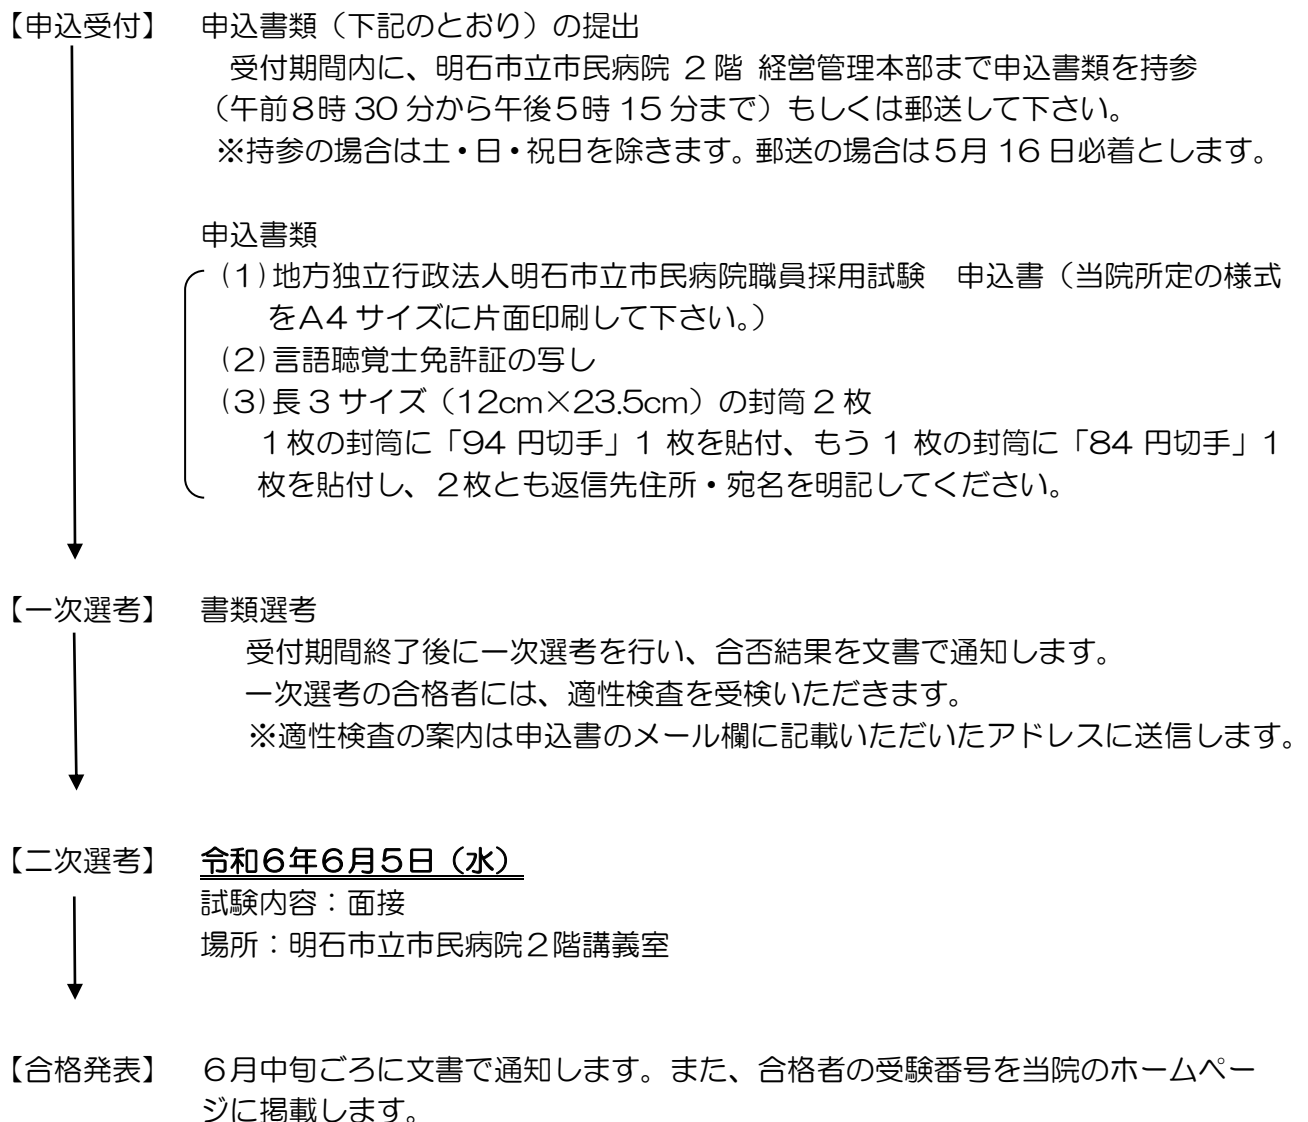 【申込受付】 申込書類（下記のとおり）の提出
受付期間内に、明石市立市民病院 2階 経営管理本部まで申込書類を持参
（午前8時30分から午後5時15分まで）もしくは郵送して下さい。
※持参の場合は土・日・祝日を除きます。郵送の場合は5月16日必着とします。
申込書類
(1)地方独立行政法人明石市立市民病院職員採用試験　申込書（当院所定の様式
をA4サイズに片面印刷して下さい。）
(2)言語聴覚士免許証の写し
(3)長3サイズ（12cm×23.5cm）の封筒2枚
1枚の封筒に「94円切手」1枚を貼付、もう1枚の封筒に「84円切手」1
枚を貼付し、2枚とも返信先住所・宛名を明記してください。
【一次選考】 書類選考
受付期間終了後に一次選考を行い、合否結果を文書で通知します。
一次選考の合格者には、適性検査を受検いただきます。
※適性検査の案内は申込書のメール欄に記載いただいたアドレスに送信します。
【二次選考】 令和6年6月5日（水）
試験内容：面接
場所：明石市立市民病院2階講義室
【合格発表】 6月中旬ごろに文書で通知します。また、合格者の受験番号を当院のホームペー
ジに掲載します。